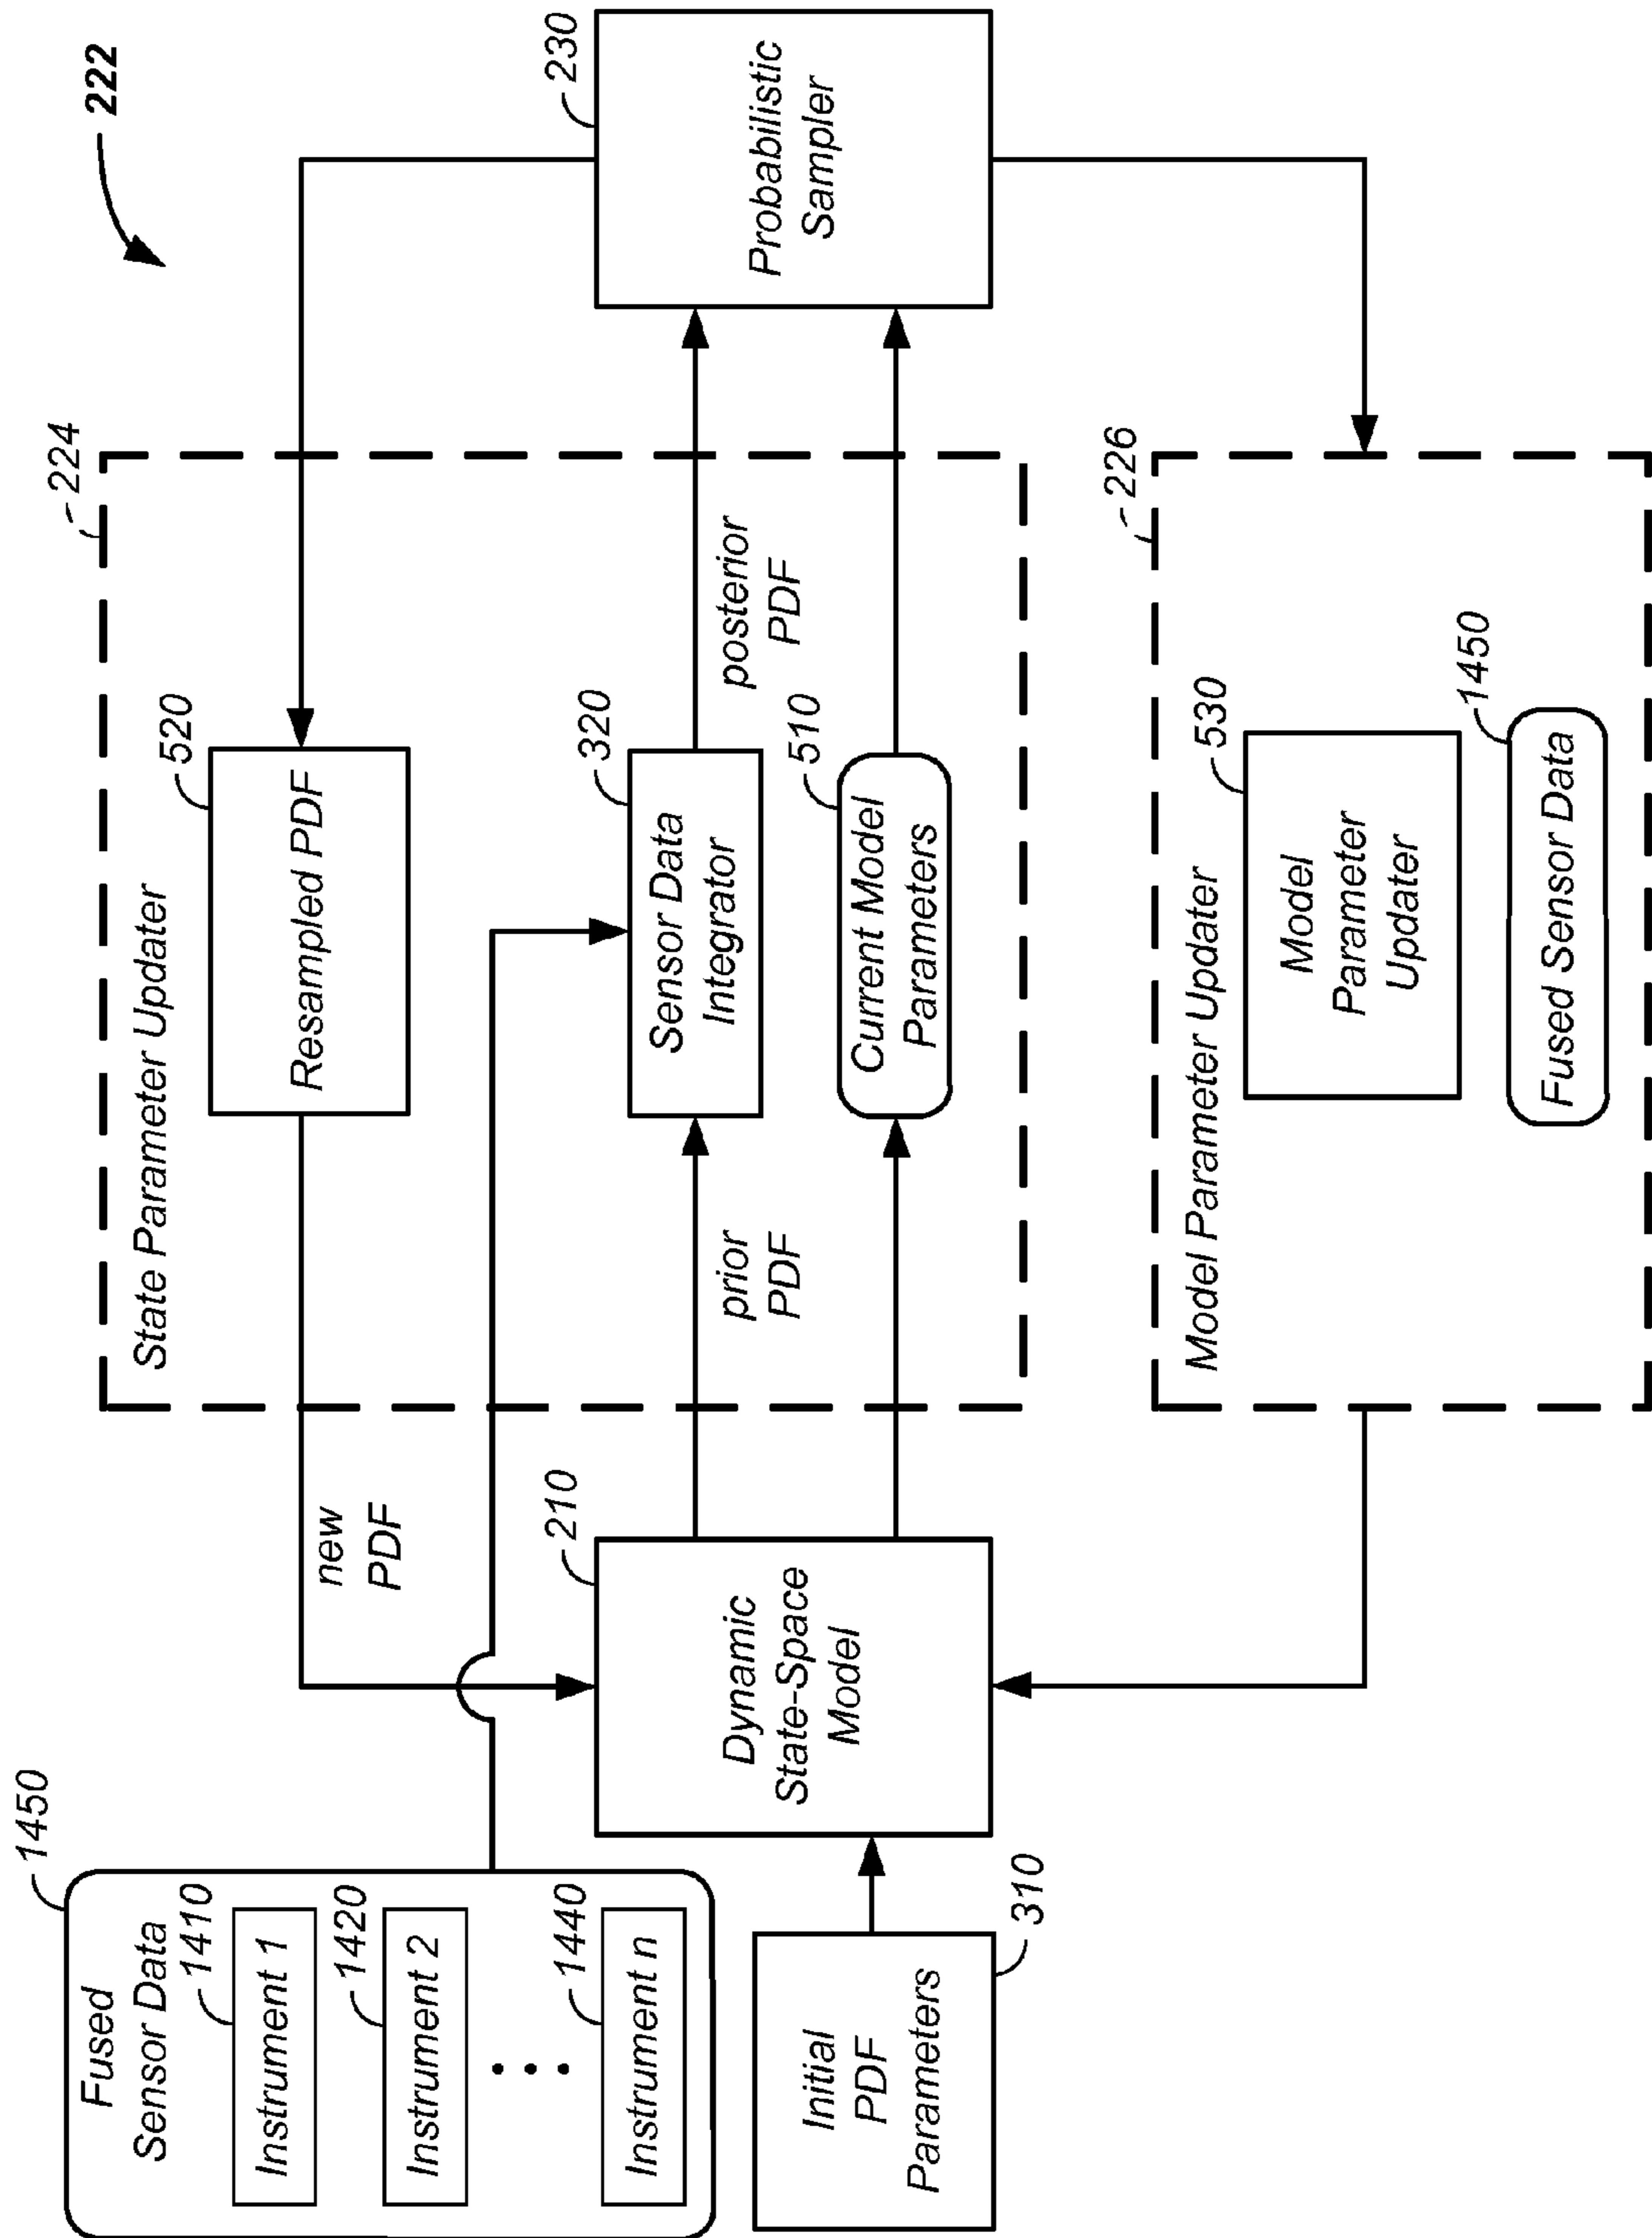 222
1450
Fused
Sensor Data
1410
Instrument 1
1420
Instrument 2
1440
Instrument n
Initial
PDF
Parameters
310
new
PDF
210
Dynamic
State-Space
Model
224
State Parameter Updater
520
Resampled PDF
prior
PDF
320
Sensor Data
Integrator
posterior
PDF
510
Current Model
Parameters
230
Probabilistic
Sampler
226
Model Parameter Updater
530
Model
Parameter
Updater
1450
Fused Sensor Data